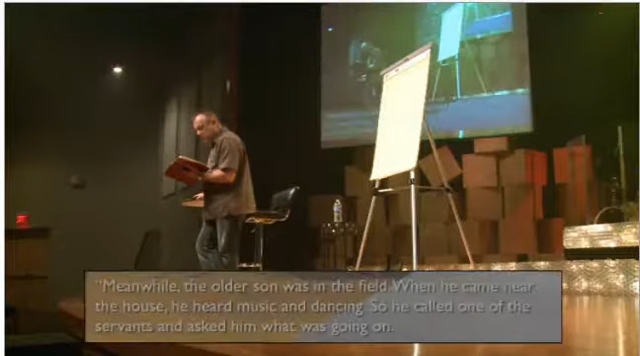 "Meanwhile, the older son was in the field. When he came near
the house, he heard music and dancing. So he called one of the
servants and asked him what was going on.